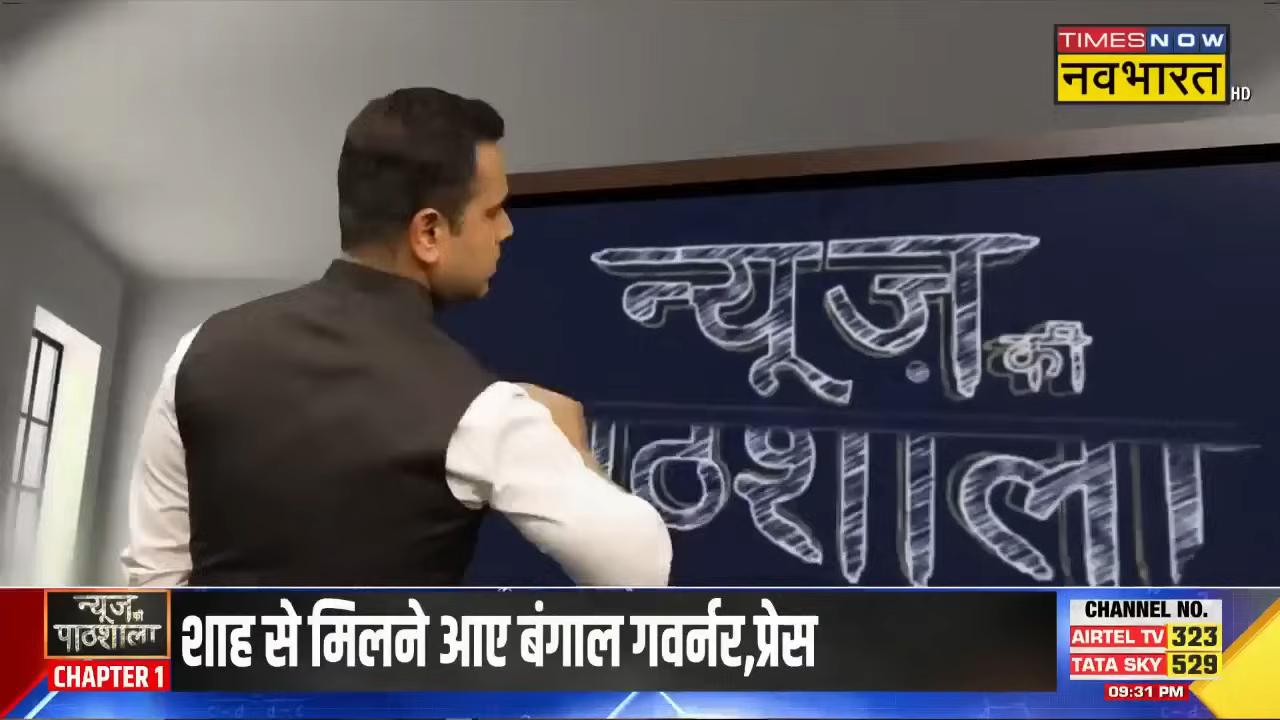 TIMES NOW
नवभारत
HD
न्यूज़ की
पाठशाला
न्यूज़ की
पाठशाला
CHAPTER 1
शाह से मिलने आए बंगाल गवर्नर,प्रेस
CHANNEL NO.
AIRTEL TV 323
TATA SKY 529
09:31 PM